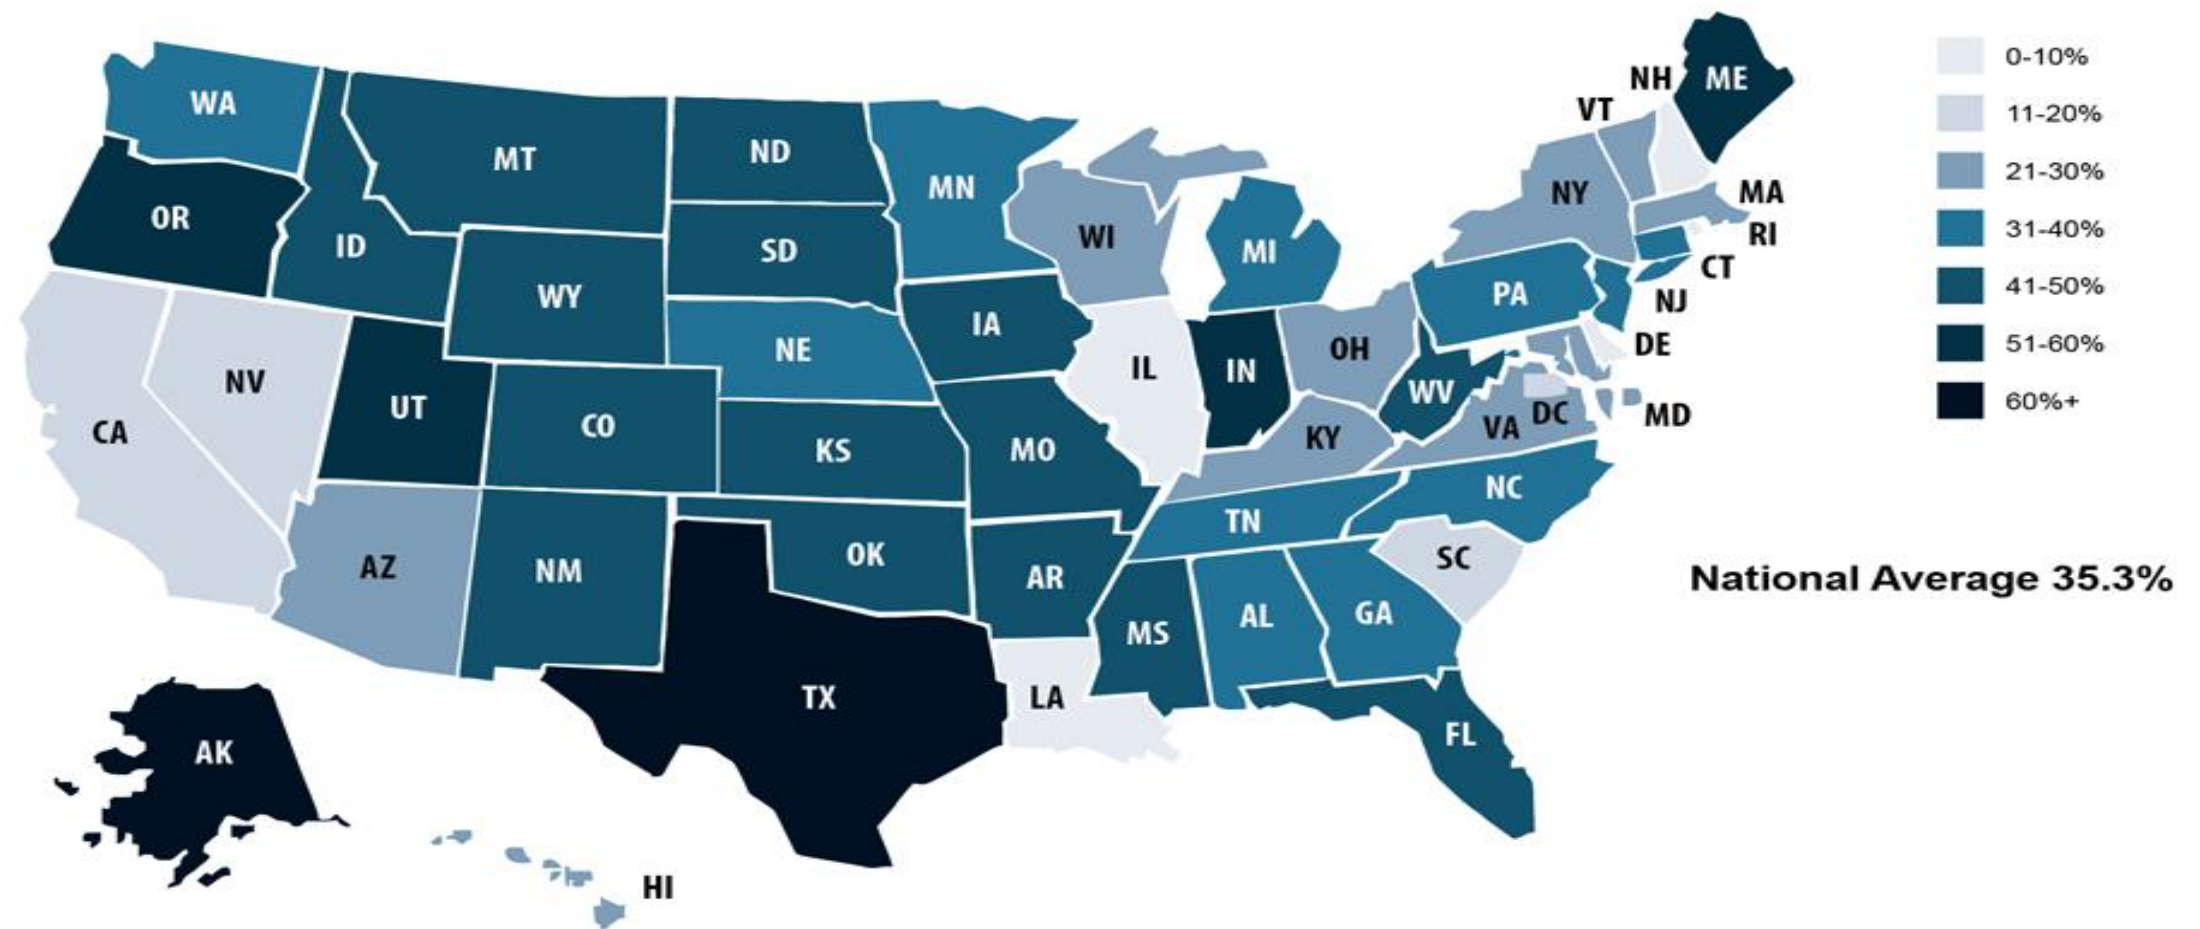 WA
OR
CA
NV
ID
MT
WY
UT
AZ
CO
NM
ND
SD
NE
KS
OK
TX
MN
IA
MO
AR
LA
WI
IL
MI
IN
OH
KY
TN
MS
AL
GA
FL
SC
NC
VA
DC
WV
PA
NY
VT
NH
ME
MA
RI
CT
NJ
DE
MD
AK
HI
0-10%
11-20%
21-30%
31-40%
41-50%
51-60%
60%+
National Average 35.3%